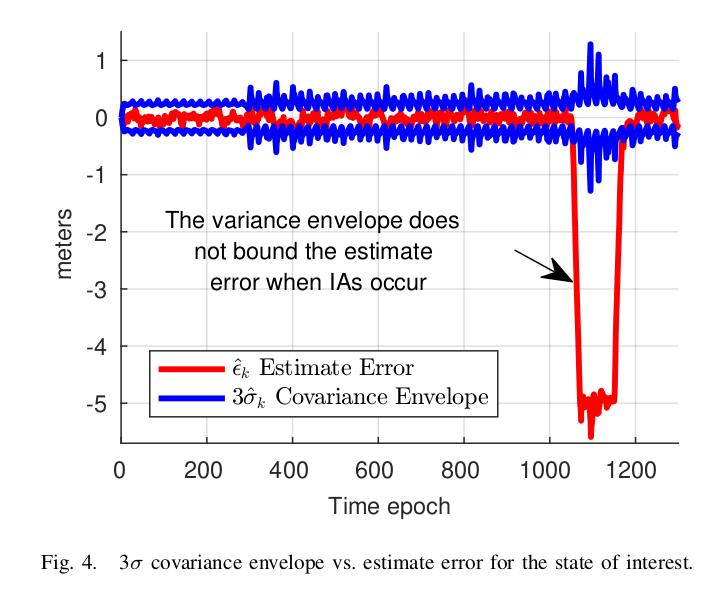 1
0
-1
-2
-3
-4
-5
meters
The variance envelope does
not bound the estimate
error when IAs occur
ε̂ₖ Estimate Error
3σ̂ₖ Covariance Envelope
0 200 400 600 800 1000 1200
Time epoch
Fig. 4. 3σ covariance envelope vs. estimate error for the state of interest.